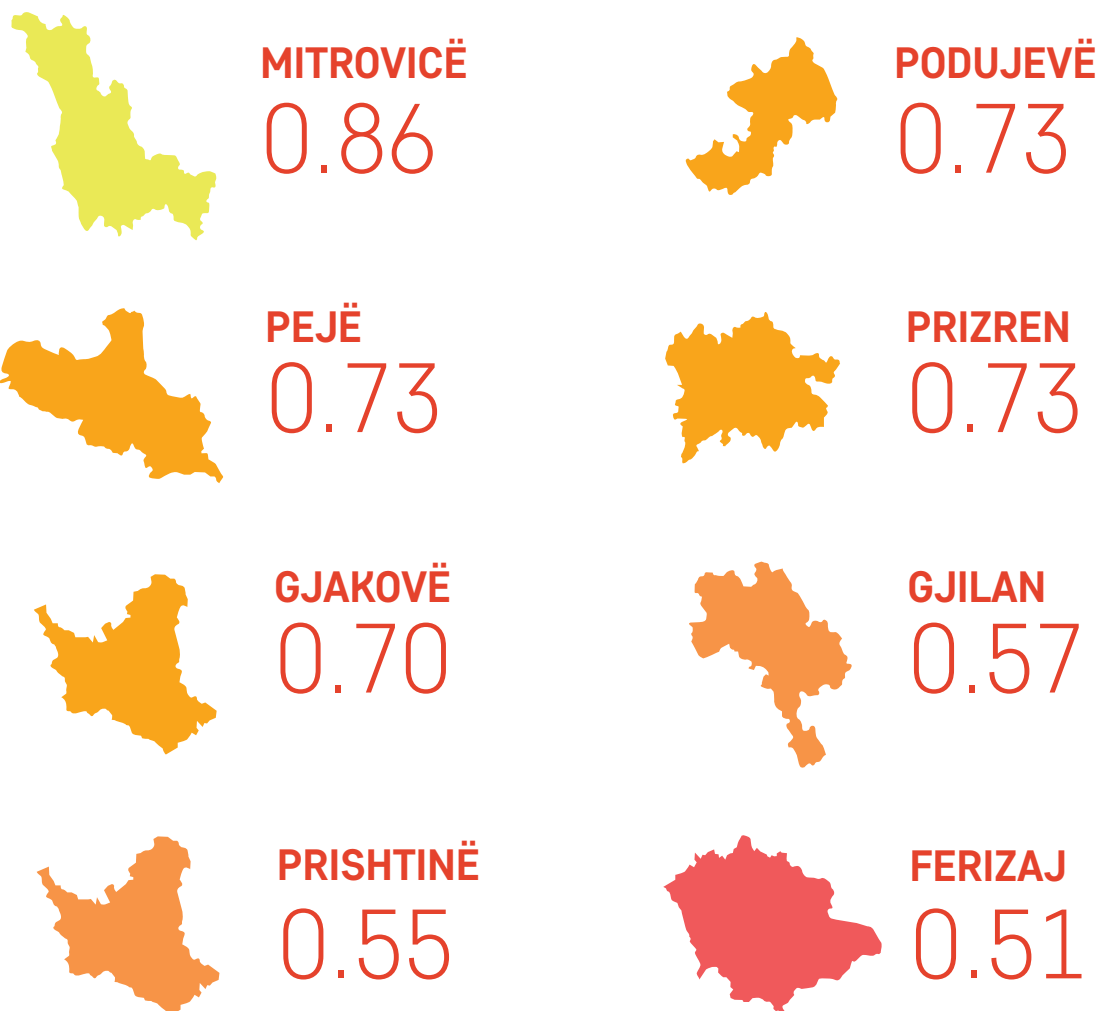 MITROVICË
0.86
PODUJEVË
0.73
PEJË
0.73
PRIZREN
0.73
GJAKOVË
0.70
GJILAN
0.57
PRISHTINË
0.55
FERIZAJ
0.51